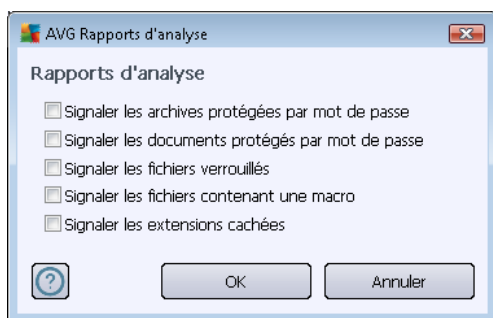 AVG Rapports d'analyse
Rapports d'analyse
Signaler les archives protégées par mot de passe
Signaler les documents protégés par mot de passe
Signaler les fichiers verrouillés
Signaler les fichiers contenant une macro
Signaler les extensions cachées
? OK Annuler